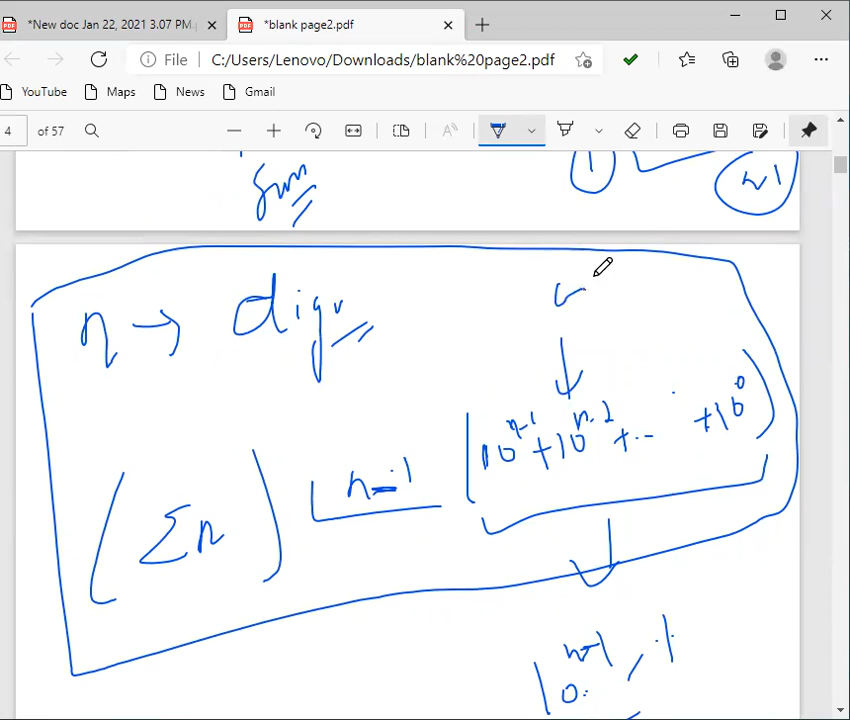 *New doc Jan 22, 2021 3.07 PM.
*blank page2.pdf
File C:/Users/Lenovo/Downloads/blank%20page2.pdf
YouTube Maps News Gmail
4 of 57
Sum
1
n → 
(Σn) n-1 (10^n-1 + 10^n-2 + ... + 10^0)